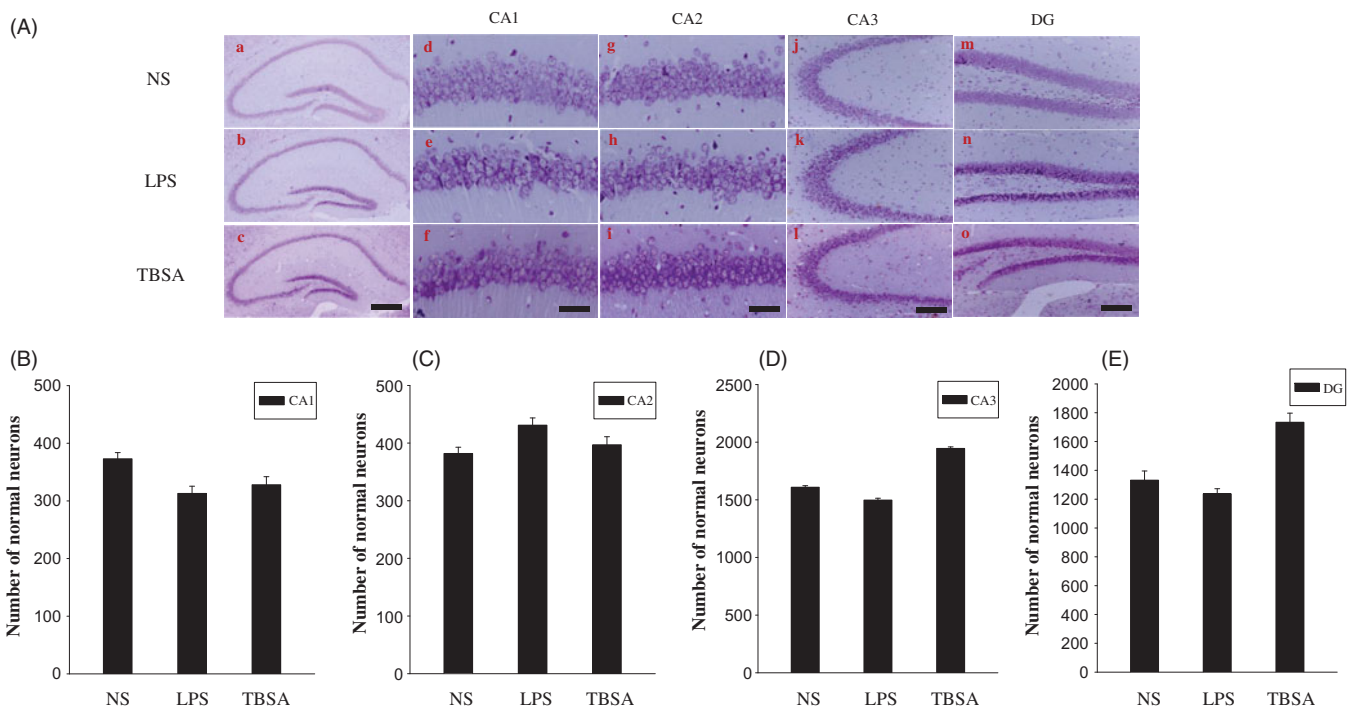 (A)
CA1 CA2 CA3 DG
NS
a d g j m
LPS
b e h k n
TBSA
c f i l o
(B)
Number of normal neurons
500
400
300
200
100
0
CA1
NS LPS TBSA
(C)
Number of normal neurons
500
400
300
200
100
0
CA2
NS LPS TBSA
(D)
Number of normal neurons
2500
2000
1500
1000
500
0
CA3
NS LPS TBSA
(E)
Number of normal neurons
2000
1800
1600
1400
1200
1000
800
600
400
200
0
DG
NS LPS TBSA